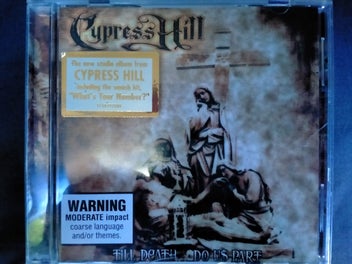 Cypress Hill
The new studio album from
CYPRESS HILL
including the smash hit,
"What's Your Number?"
WARNING
MODERATE impact
coarse language
and/or themes.
TILL DEATH DO US PART